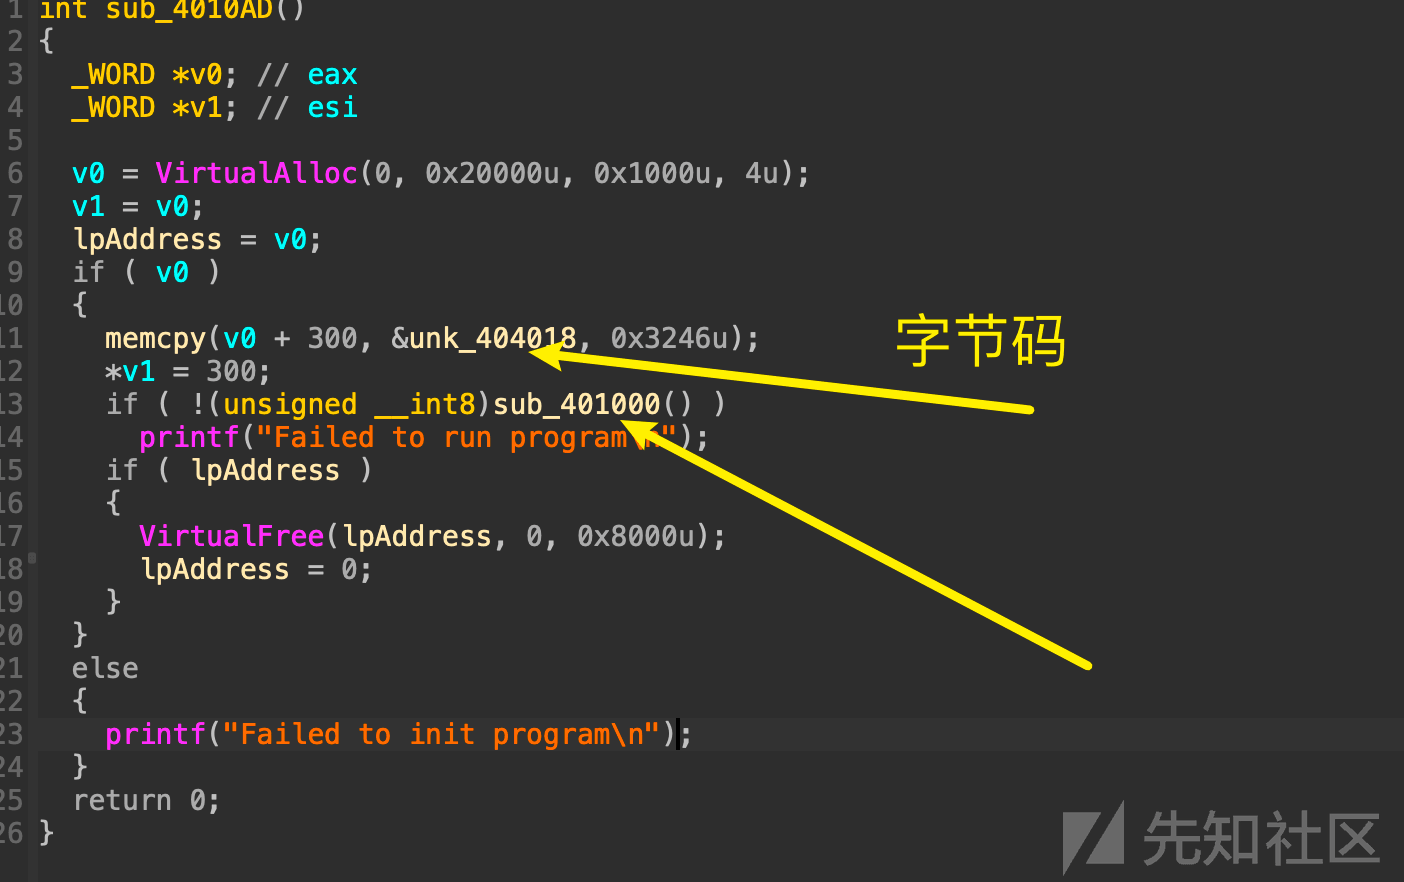 1 int sub_4010AD()
2 {
3 _WORD *v0; // eax
4 _WORD *v1; // esi
5
6 v0 = VirtualAlloc(0, 0x20000u, 0x1000u, 4u);
7 v1 = v0;
8 lpAddress = v0;
9 if ( v0 )
10 {
11 memcpy(v0 + 300, &unk_404018, 0x3246u);
字节码
12 *v1 = 300;
13 if ( !(unsigned __int8)sub_401000() )
14 printf("Failed to run program\n");
15 if ( lpAddress )
16 {
17 VirtualFree(lpAddress, 0, 0x8000u);
18 lpAddress = 0;
19 }
20 }
21 else
22 {
23 printf("Failed to init program\n");
24 }
25 return 0;
26 }
先知社区